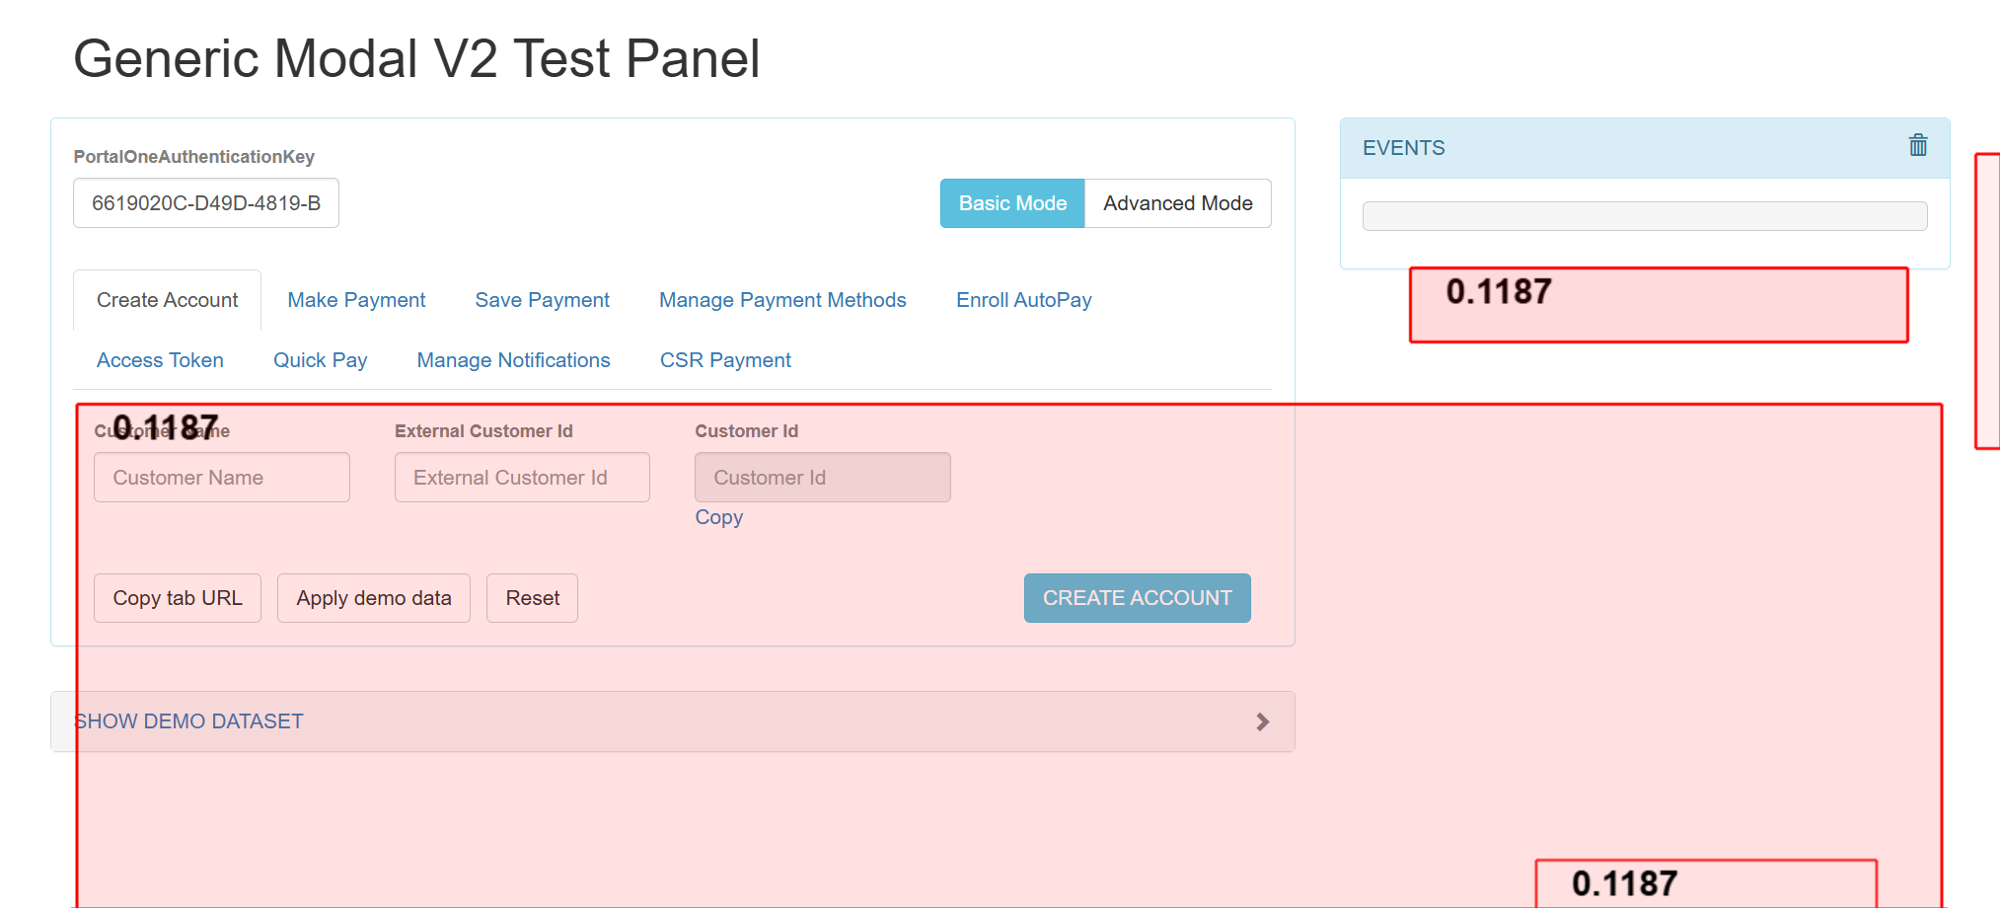 Generic Modal V2 Test Panel
PortalOneAuthenticationKey
6619020C-D49D-4819-B
Basic Mode
Advanced Mode
EVENTS
0.1187
Create Account
Make Payment
Save Payment
Manage Payment Methods
Enroll AutoPay
Access Token
Quick Pay
Manage Notifications
CSR Payment
0.1187
Customer Name
External Customer Id
Customer Id
Customer Name
External Customer Id
Customer Id
Copy
Copy tab URL
Apply demo data
Reset
CREATE ACCOUNT
SHOW DEMO DATASET
0.1187